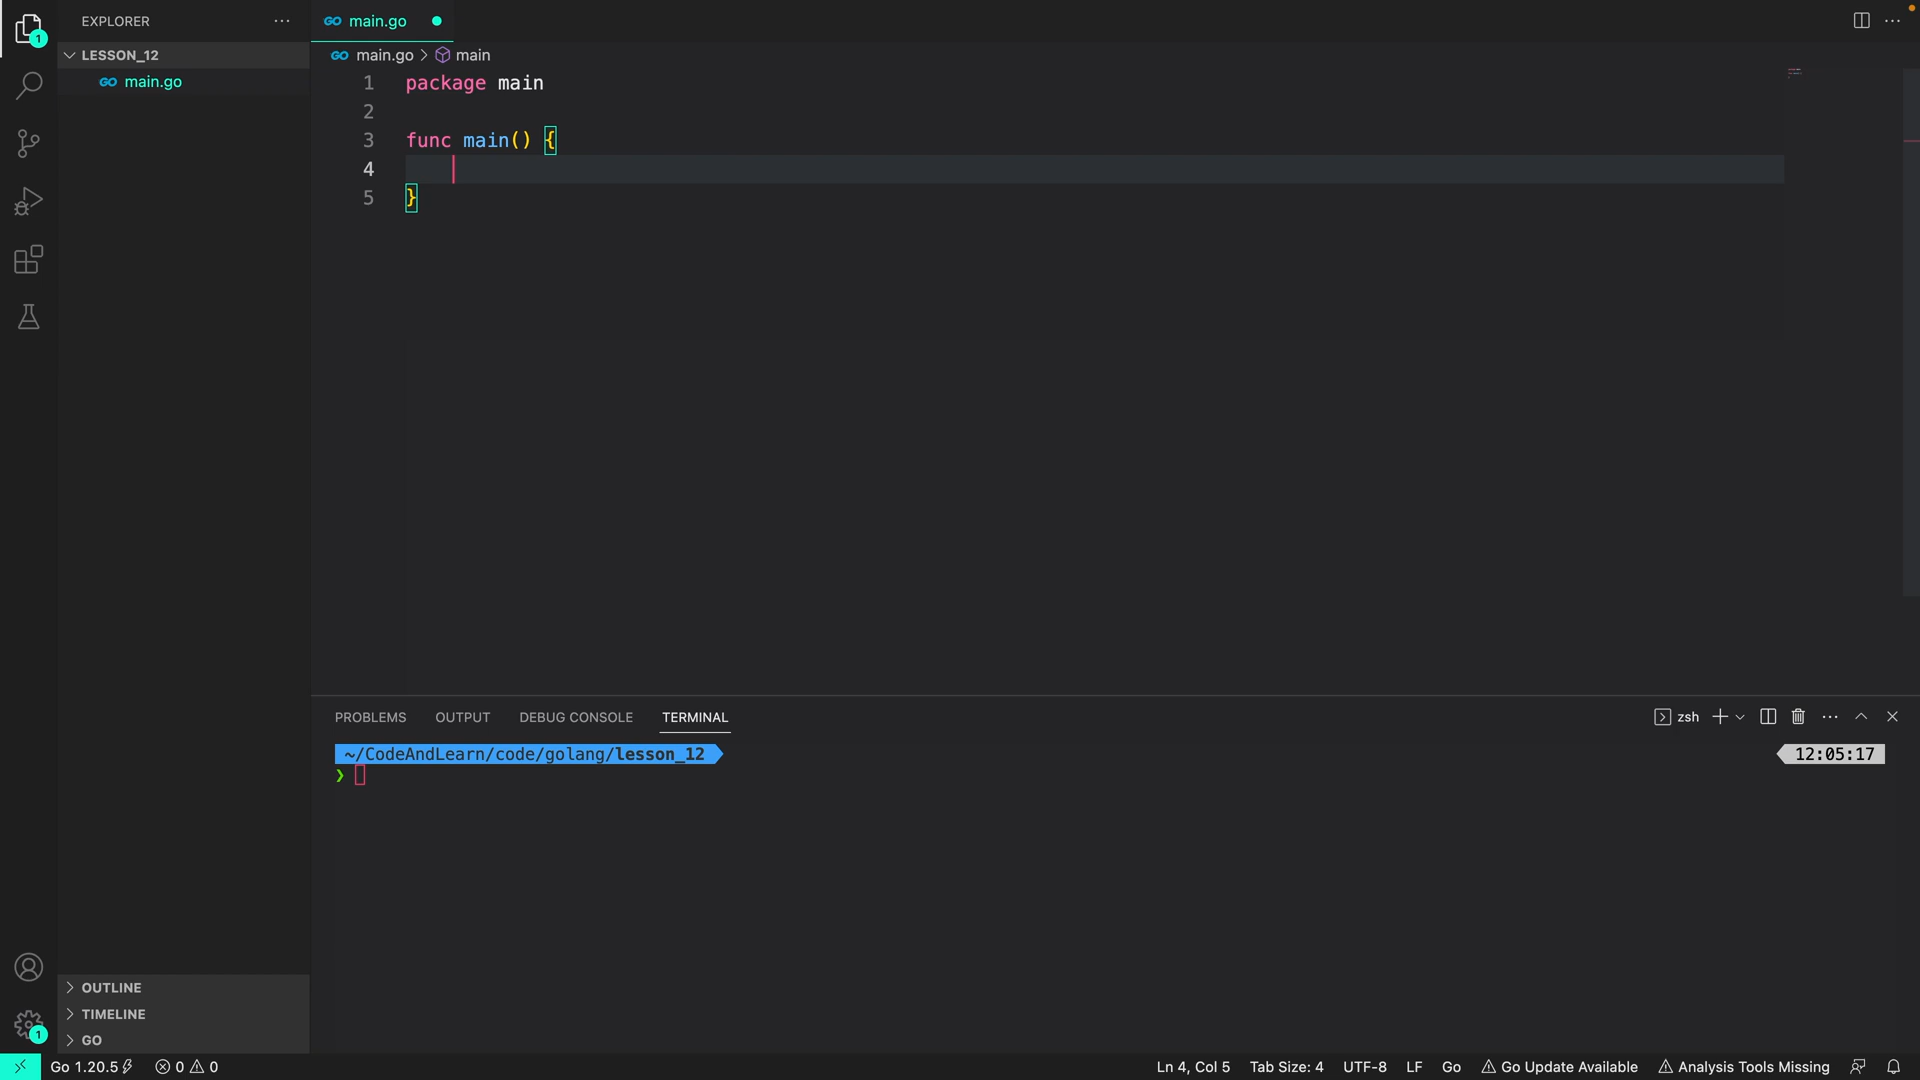 EXPLORER
main.go
1
LESSON_12
main.go
main.go > main
1 package main
2
3 func main() {
4
5 }
PROBLEMS OUTPUT DEBUG CONSOLE TERMINAL
zsh
~/CodeAndLearn/code/golang/lesson_12
12:05:17
❯
OUTLINE
TIMELINE
GO
1
Go 1.20.5 0 0
Ln 4, Col 5 Tab Size: 4 UTF-8 LF Go Go Update Available Analysis Tools Missing